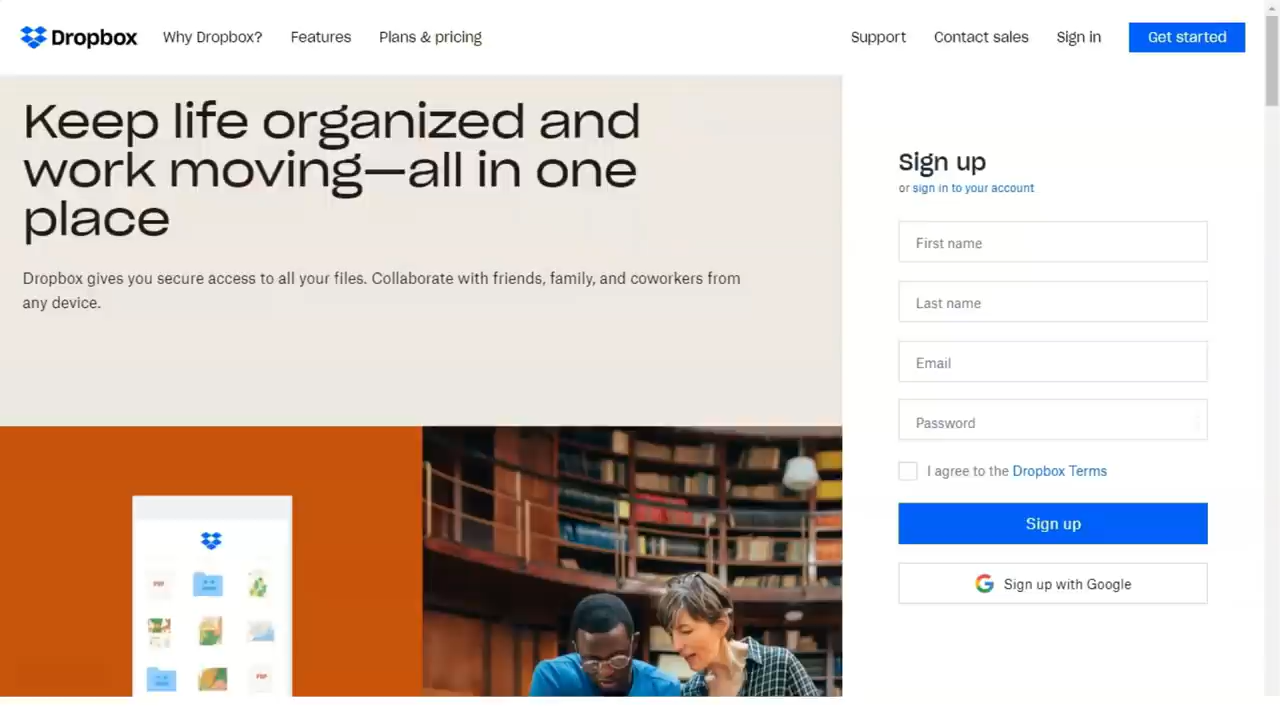 Dropbox Why Dropbox? Features Plans & pricing Support Contact sales Sign in Get started
Keep life organized and
work moving—all in one
place
Dropbox gives you secure access to all your files. Collaborate with friends, family, and coworkers from
any device.
Sign up
or sign in to your account
First name
Last name
Email
Password
I agree to the Dropbox Terms
Sign up
Sign up with Google
PDF
PDF